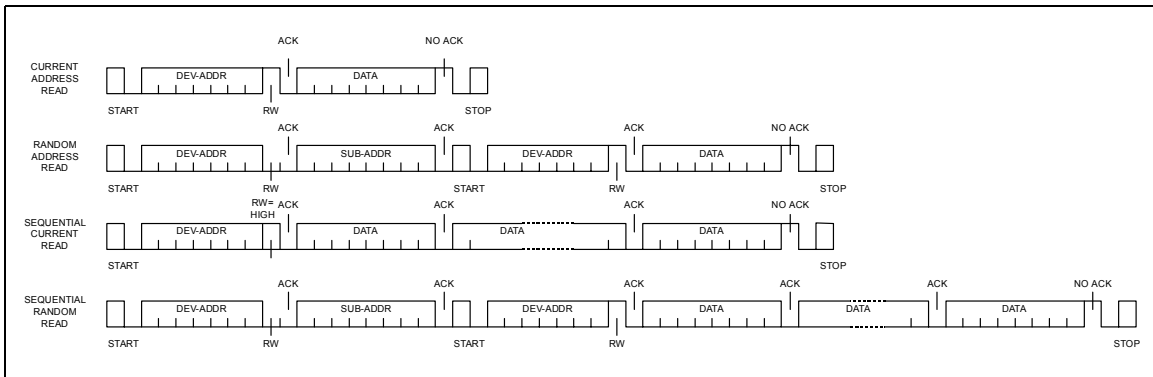 ACK NO ACK
CURRENT
ADDRESS
READ
DEV-ADDR DATA
START RW STOP
ACK ACK ACK NO ACK
RANDOM
ADDRESS
READ
DEV-ADDR SUB-ADDR DEV-ADDR DATA
START RW START RW STOP
RW=
HIGH
ACK ACK ACK NO ACK
SEQUENTIAL
CURRENT
READ
DEV-ADDR DATA DATA DATA
START STOP
ACK ACK ACK ACK ACK NO ACK
SEQUENTIAL
RANDOM
READ
DEV-ADDR SUB-ADDR DEV-ADDR DATA DATA DATA
START RW START RW STOP